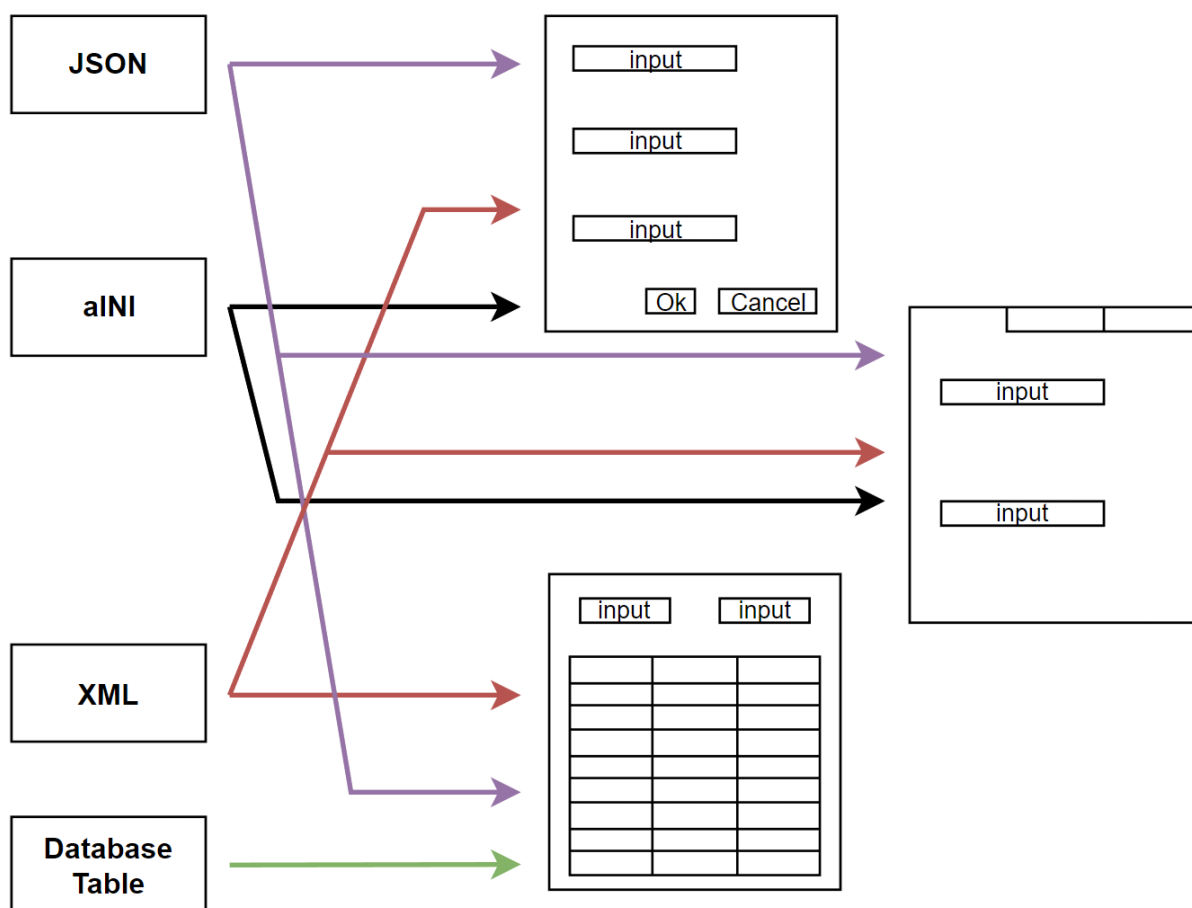 JSON
input
input
input
Ok
Cancel
aINI
input
input
XML
input
input
Database
Table